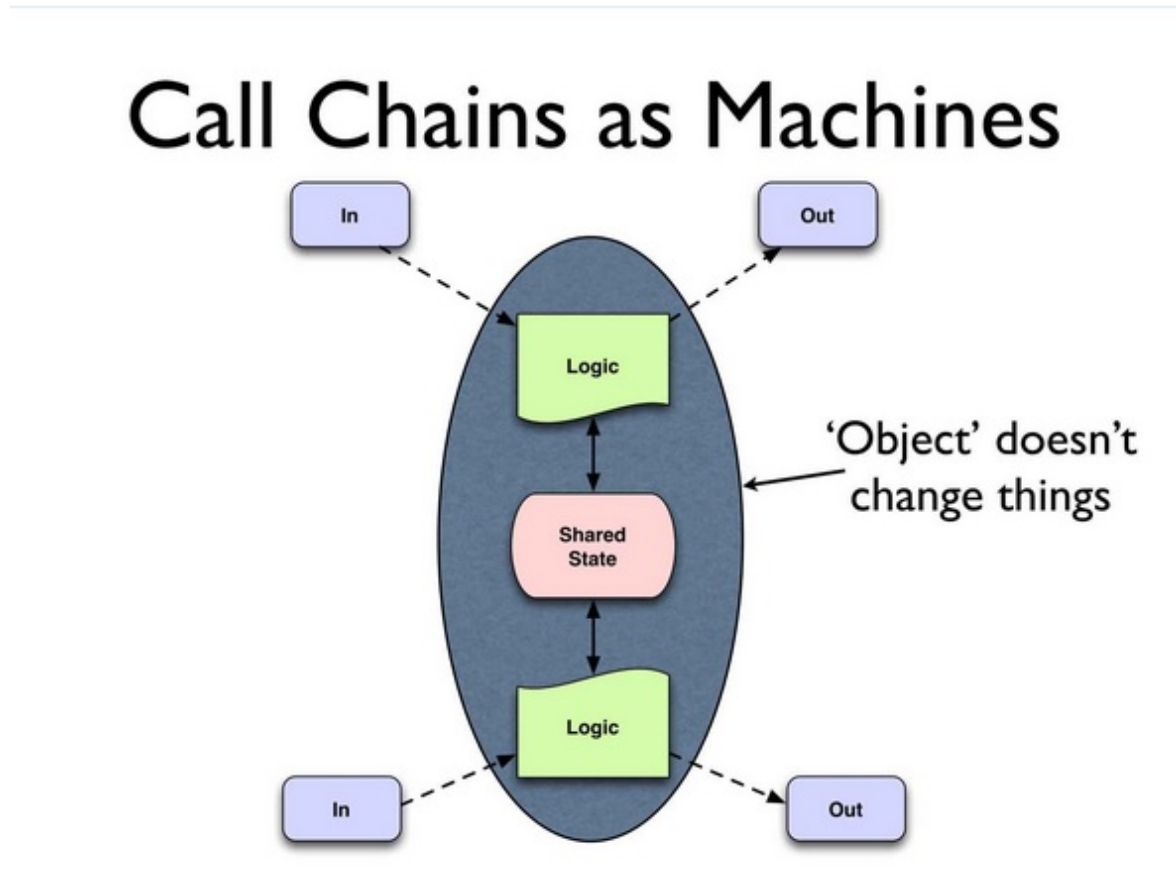 Call Chains as Machines
In
Out
Logic
‘Object’ doesn’t
change things
Shared
State
Logic
In
Out